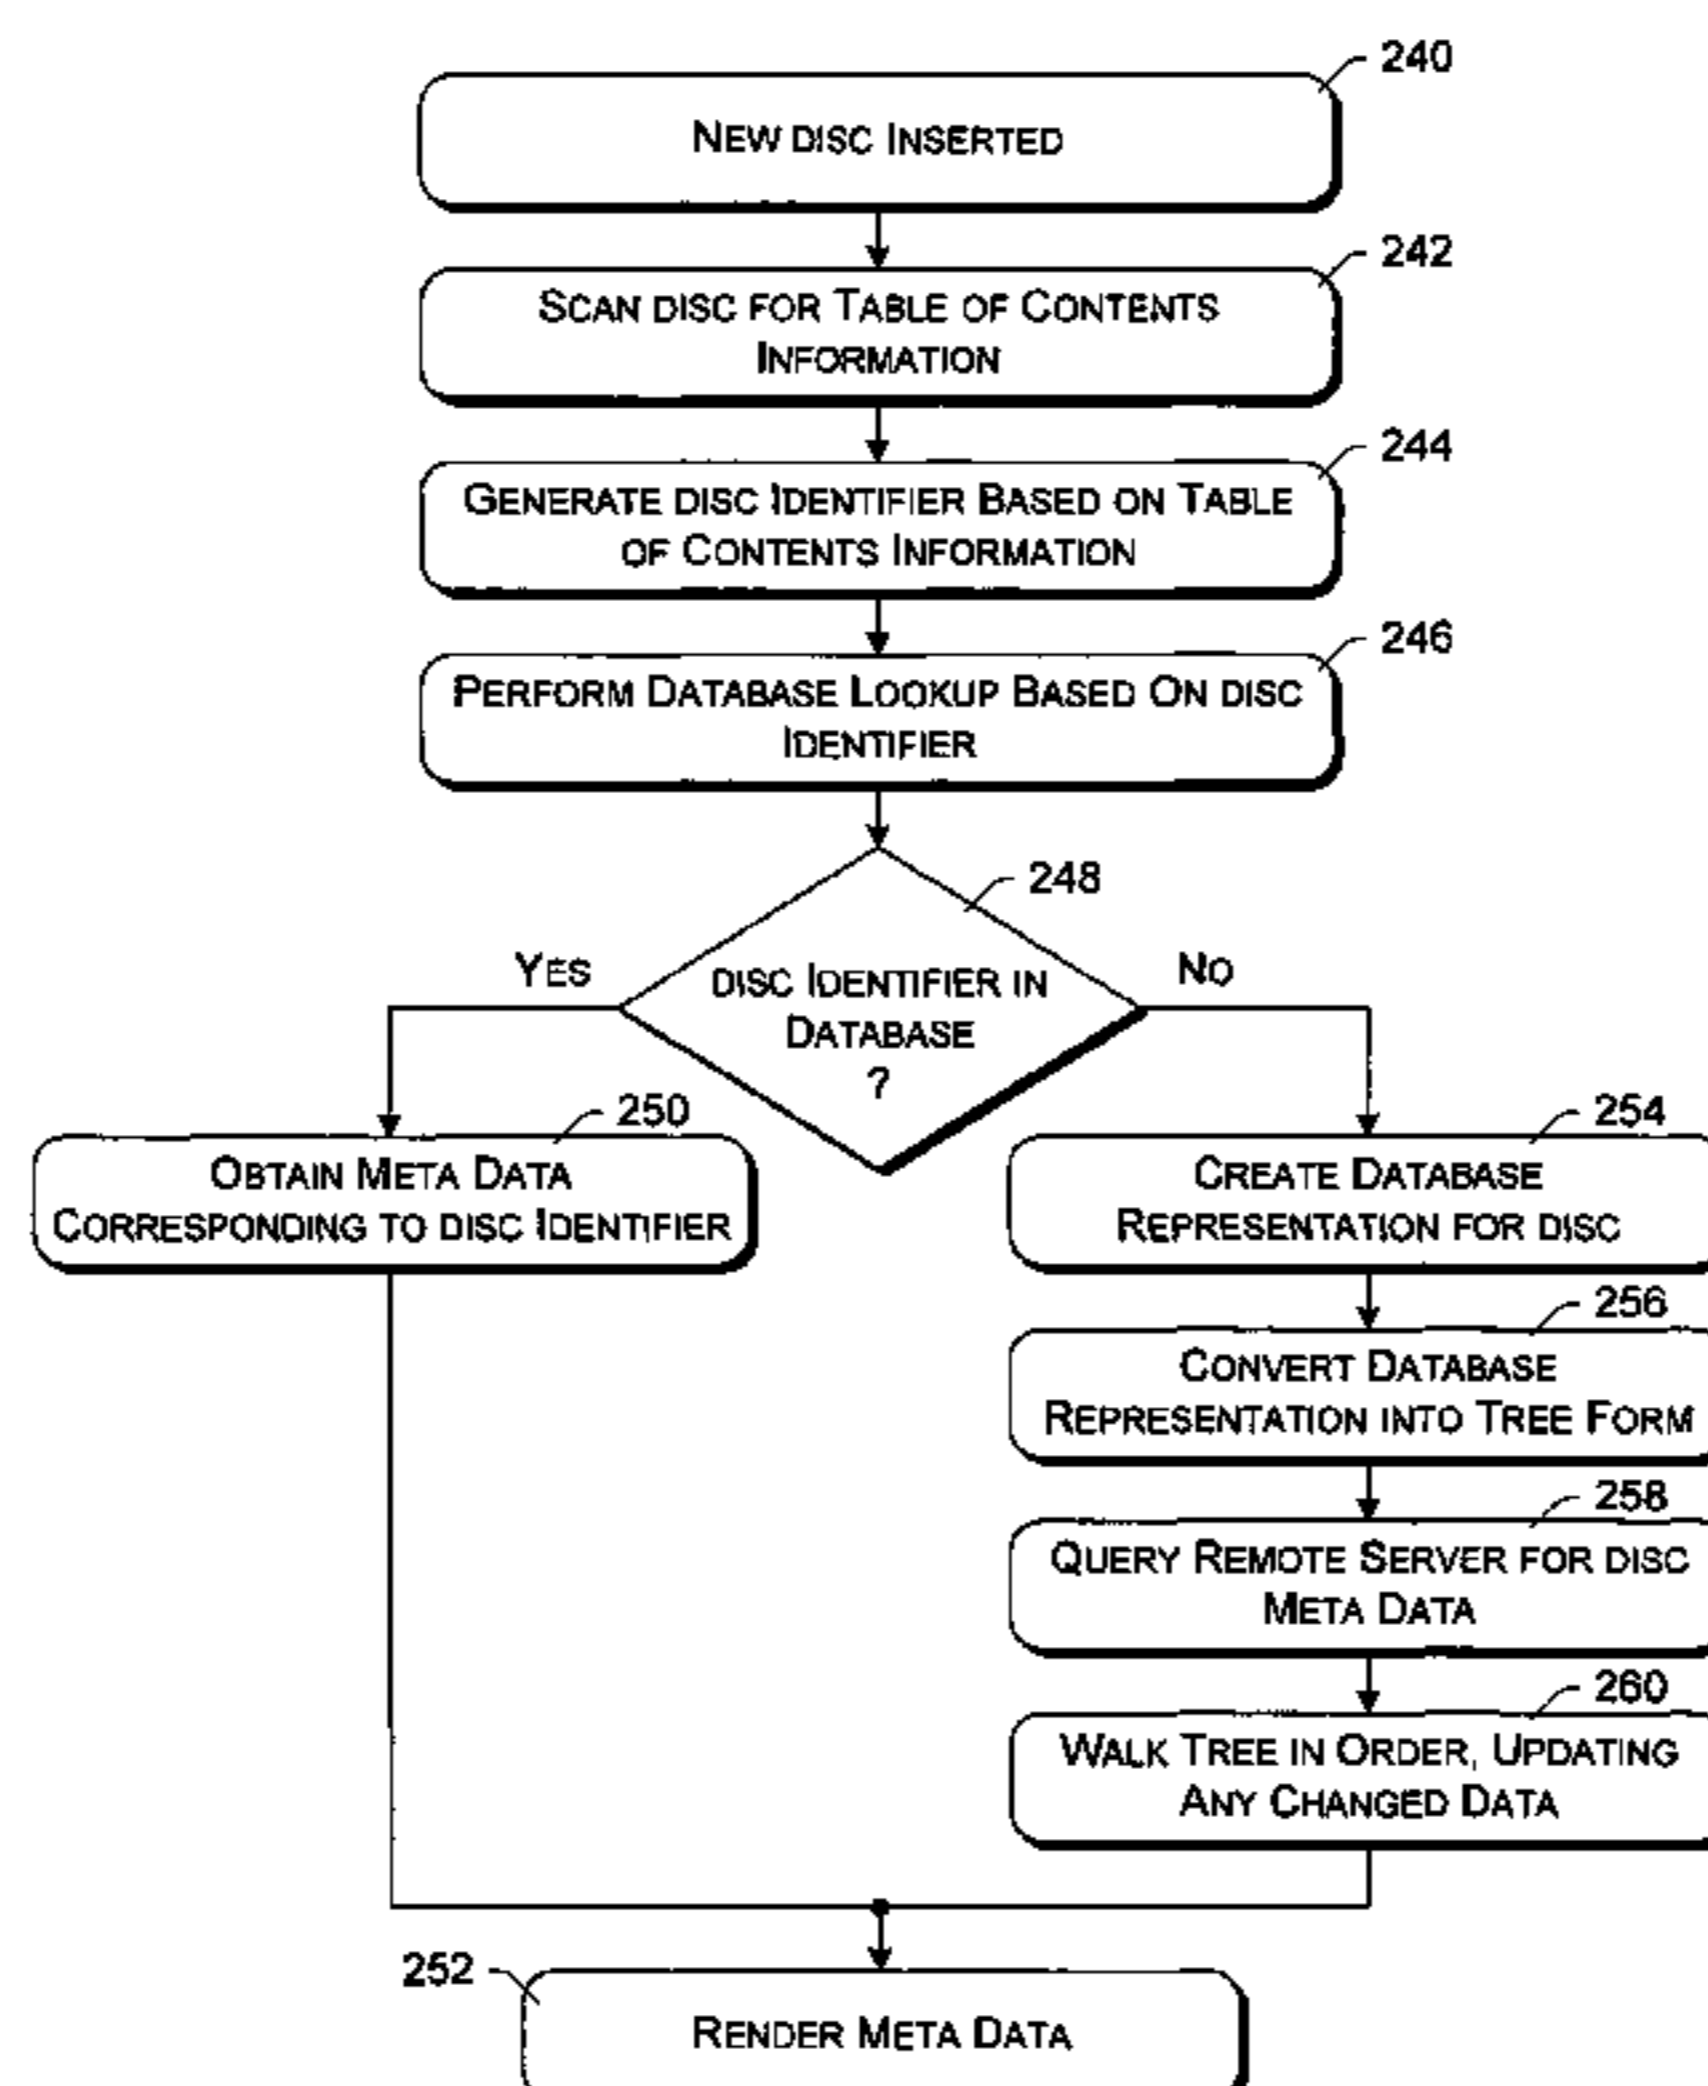 240
NEW DISC INSERTED
242
SCAN DISC FOR TABLE OF CONTENTS
INFORMATION
244
GENERATE DISC IDENTIFIER BASED ON TABLE
OF CONTENTS INFORMATION
246
PERFORM DATABASE LOOKUP BASED ON DISC
IDENTIFIER
248
YES
DISC IDENTIFIER IN
DATABASE
?
NO
250
OBTAIN META DATA
CORRESPONDING TO DISC IDENTIFIER
254
CREATE DATABASE
REPRESENTATION FOR DISC
256
CONVERT DATABASE
REPRESENTATION INTO TREE FORM
258
QUERY REMOTE SERVER FOR DISC
META DATA
260
WALK TREE IN ORDER, UPDATING
ANY CHANGED DATA
252
RENDER META DATA